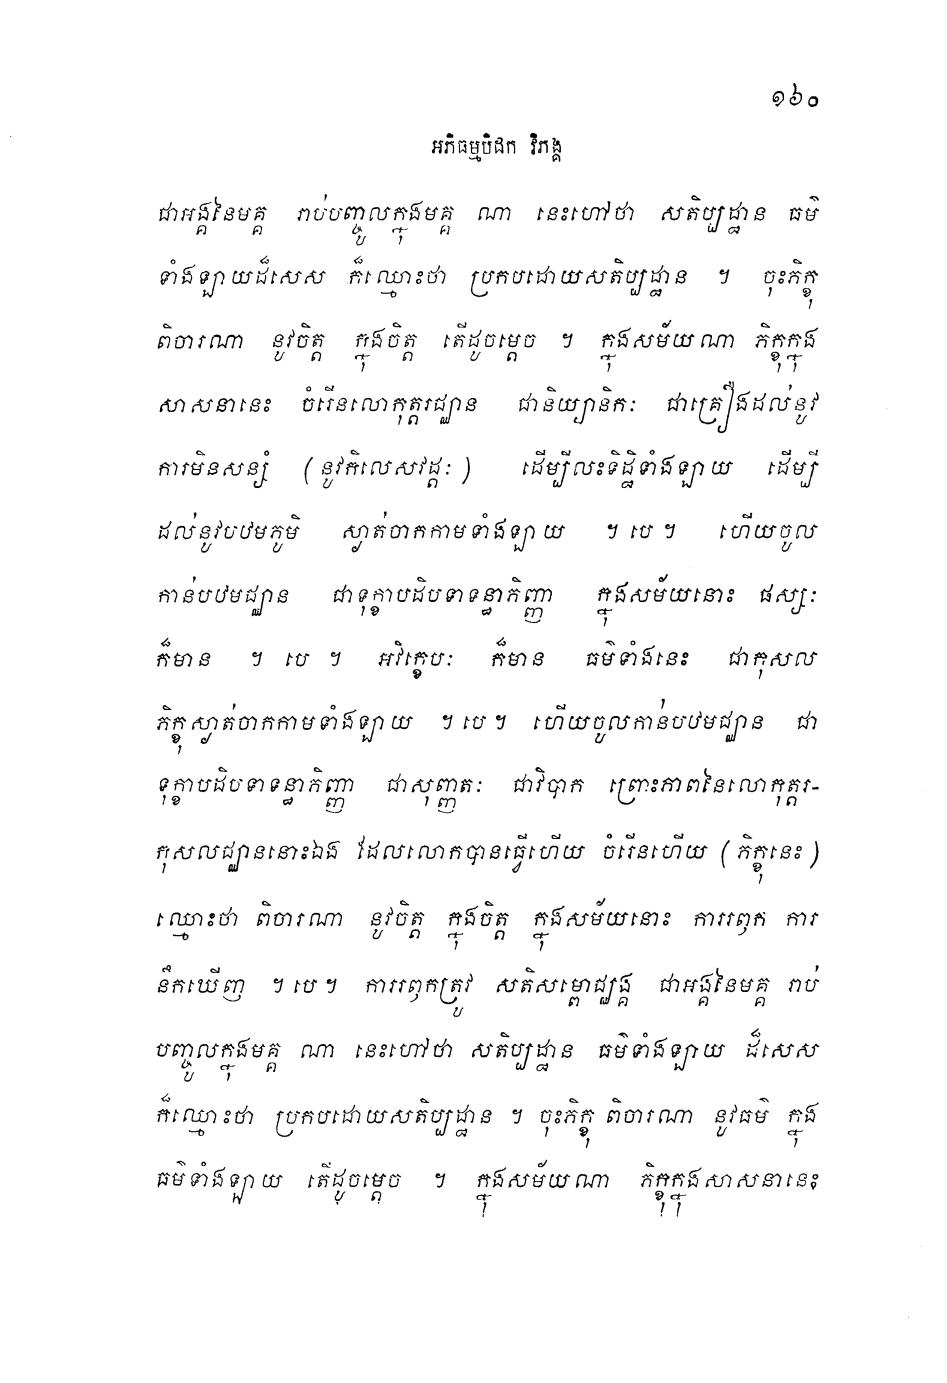 ១៦០
អភិធម្មបិដក វិភង្គ
ជាអង្គនៃមគ្គ រាប់បញ្ចូលក្នុងមគ្គ ណា នេះហៅថា សតិប្បដ្ឋាន ធម៌
ទាំងឡាយដ៏សេស ក៏ឈ្មោះថា ប្រកបដោយសតិប្បដ្ឋាន ។ ចុះភិក្ខុ
ពិចារណា នូវចិត្ត ក្នុងចិត្ត តើដូចម្តេច ។ ក្នុងសម័យណា ភិក្ខុក្នុង
សាសនានេះ ចំរើនលោកុត្តរជ្ឈាន ជានិយ្យានិកៈ ជាគ្រឿងដល់នូវ
ការមិនសន្សំ (នូវកិលេសវដ្តៈ) ដើម្បីលះទិដ្ឋិទាំងឡាយ ដើម្បី
ដល់នូវបឋមភូមិ ស្ងាត់ចាកកាមទាំងឡាយ ។ បេ ។ ហើយចូល
កាន់បឋមជ្ឈាន ជាទុក្ខាបដិបទាទន្ធាភិញ្ញា ក្នុងសម័យនោះ ផស្សៈ
ក៏មាន ។ បេ ។ អវិក្ខេបៈ ក៏មាន ធម៌ទាំងនេះ ជាកុសល
ភិក្ខុស្ងាត់ចាកកាមទាំងឡាយ ។ បេ ។ ហើយចូលកាន់បឋមជ្ឈាន ជា
ទុក្ខាបដិបទាទន្ធាភិញ្ញា ជាសុញ្ញតៈ ជាវិបាក ព្រោះភាពនៃលោកុត្តរ-
កុសលជ្ឈាននោះឯង ដែលលោកបានធ្វើហើយ ចំរើនហើយ (ភិក្ខុនេះ)
ឈ្មោះថា ពិចារណា នូវចិត្ត ក្នុងចិត្ត ក្នុងសម័យនោះ ការរឭក ការ
នឹកឃើញ ។ បេ ។ ការរឭកត្រូវ សតិសម្ពោជ្ឈង្គ ជាអង្គនៃមគ្គ រាប់
បញ្ចូលក្នុងមគ្គ ណា នេះហៅថា សតិប្បដ្ឋាន ធម៌ទាំងឡាយ ដ៏សេស
ក៏ឈ្មោះថា ប្រកបដោយសតិប្បដ្ឋាន ។ ចុះភិក្ខុ ពិចារណា នូវធម៌ ក្នុង
ធម៌ទាំងឡាយ តើដូចម្តេច ។ ក្នុងសម័យណា ភិក្ខុក្នុងសាសនានេះ